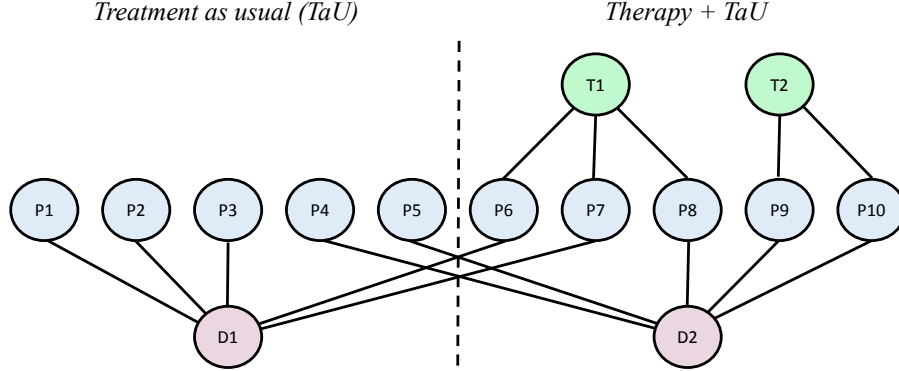 Treatment as usual (TaU)
Therapy + TaU
T1
T2
P1
P2
P3
P4
P5
P6
P7
P8
P9
P10
D1
D2